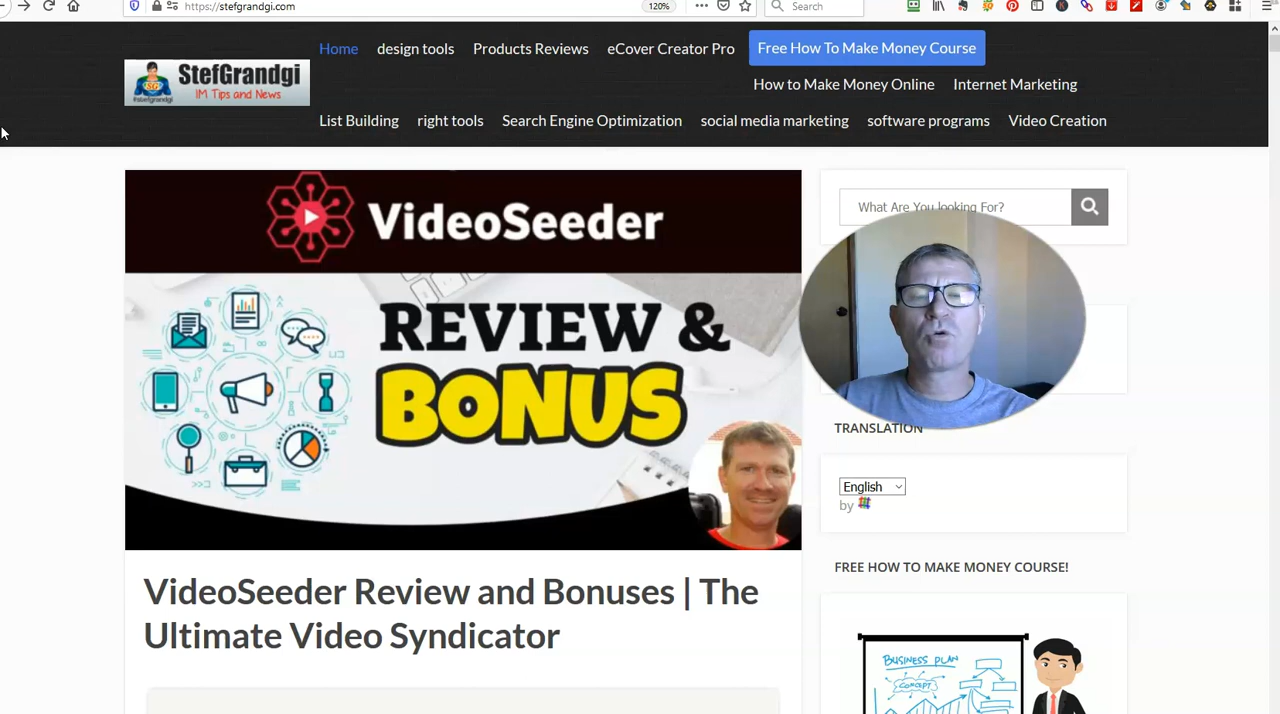 https://stefgrandgi.com
120%
Search
StefGrandgi
IM Tips and News
SG
#stefgrandgi
Home
design tools
Products Reviews
eCover Creator Pro
Free How To Make Money Course
How to Make Money Online
Internet Marketing
List Building
right tools
Search Engine Optimization
social media marketing
software programs
Video Creation
VideoSeeder
REVIEW &
BONUS
VideoSeeder Review and Bonuses | The
Ultimate Video Syndicator
What Are You looking For?
TRANSLATION
English
by
FREE HOW TO MAKE MONEY COURSE!
BUSINESS PLAN
CONCEPT